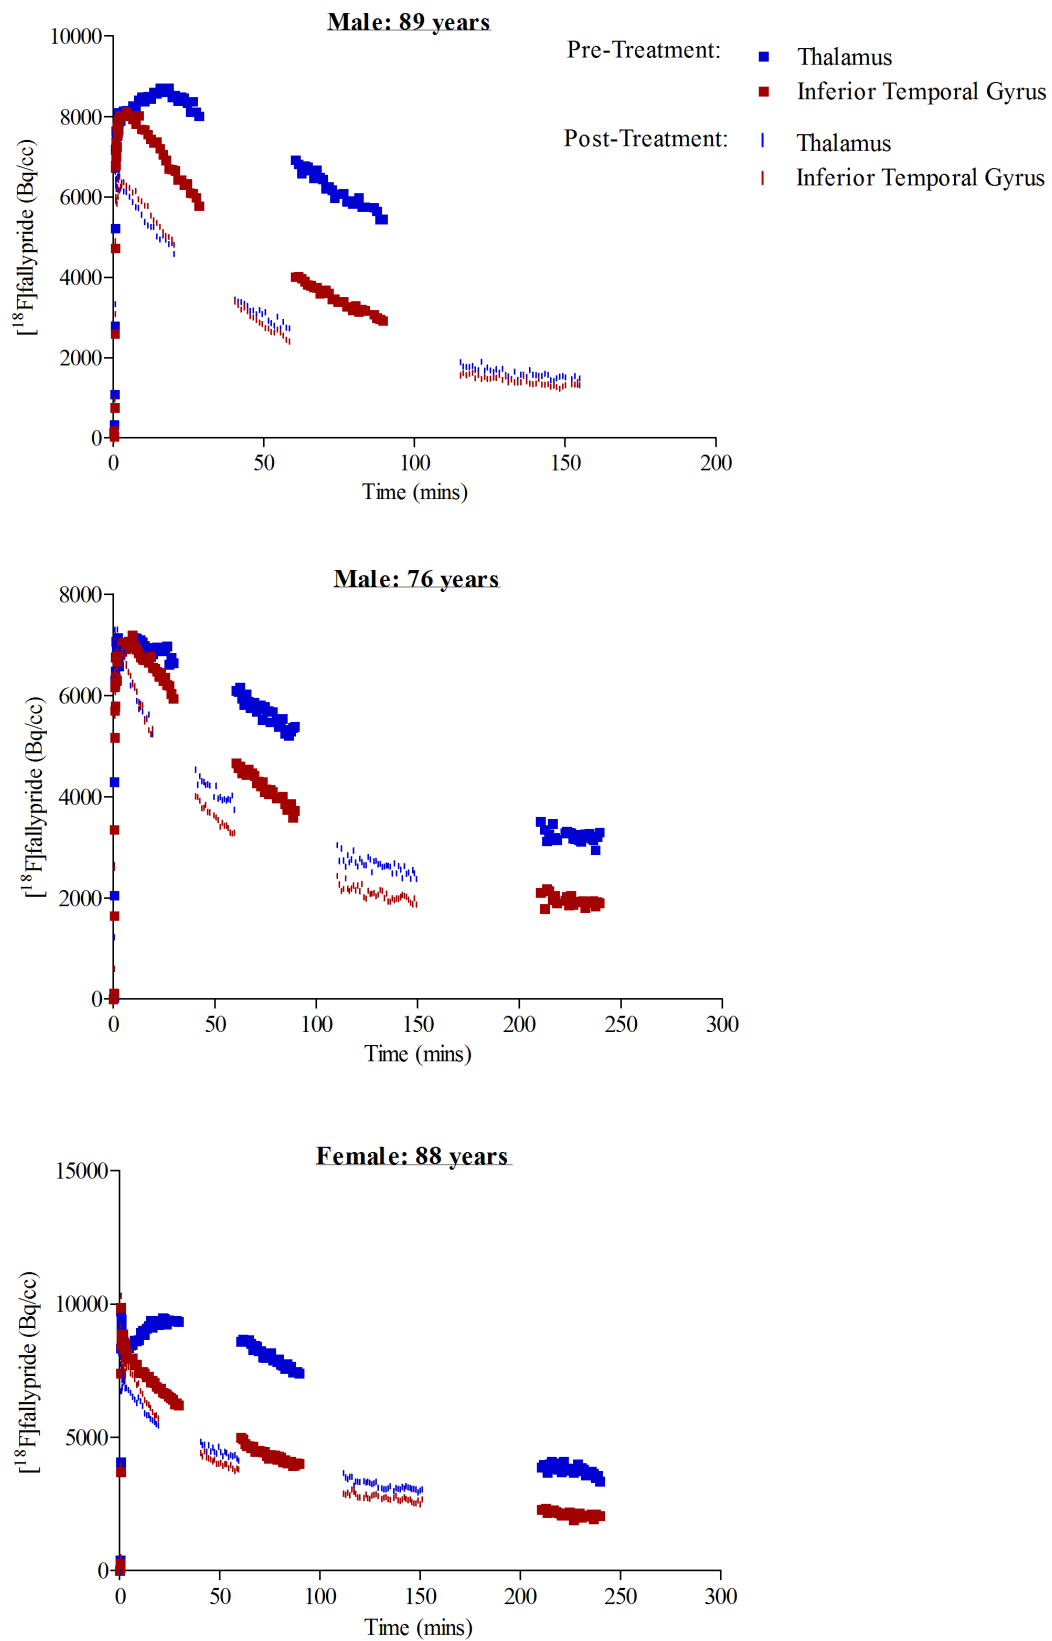 Male: 89 years
Pre-Treatment:
Thalamus
Inferior Temporal Gyrus
Post-Treatment:
Thalamus
Inferior Temporal Gyrus
10000
8000
6000
4000
2000
0
[18F]fallypride (Bq/cc)
0 50 100 150 200
Time (mins)
Male: 76 years
8000
6000
4000
2000
0
[18F]fallypride (Bq/cc)
0 50 100 150 200 250 300
Time (mins)
Female: 88 years
15000
10000
5000
0
[18F]fallypride (Bq/cc)
0 50 100 150 200 250 300
Time (mins)